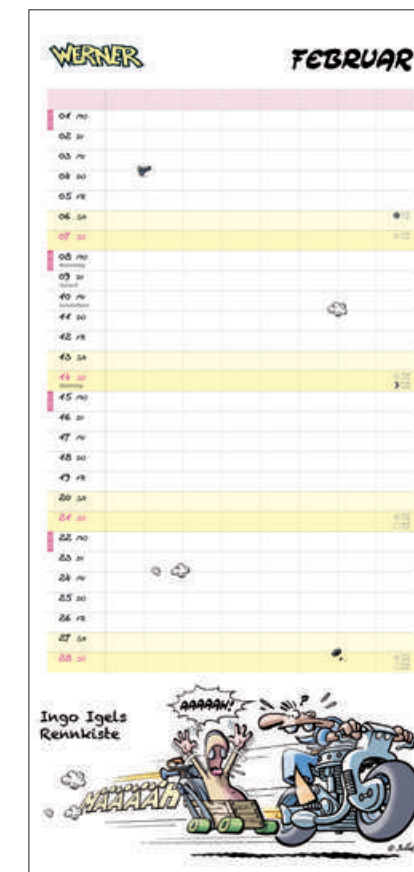 WERNER
FEBRUAR
01 MO
02 DI
03 MI
04 DO
05 FR
06 SA
07 SO
08 MO
09 DI
10 MI
11 DO
12 FR
13 SA
14 SO
15 MO
16 DI
17 MI
18 DO
19 FR
20 SA
21 SO
22 MO
23 DI
24 MI
25 DO
26 FR
27 SA
28 SO
AAAAAH!
?
Ingo Igels
Rennkiste
MÄÄÄÄÄH